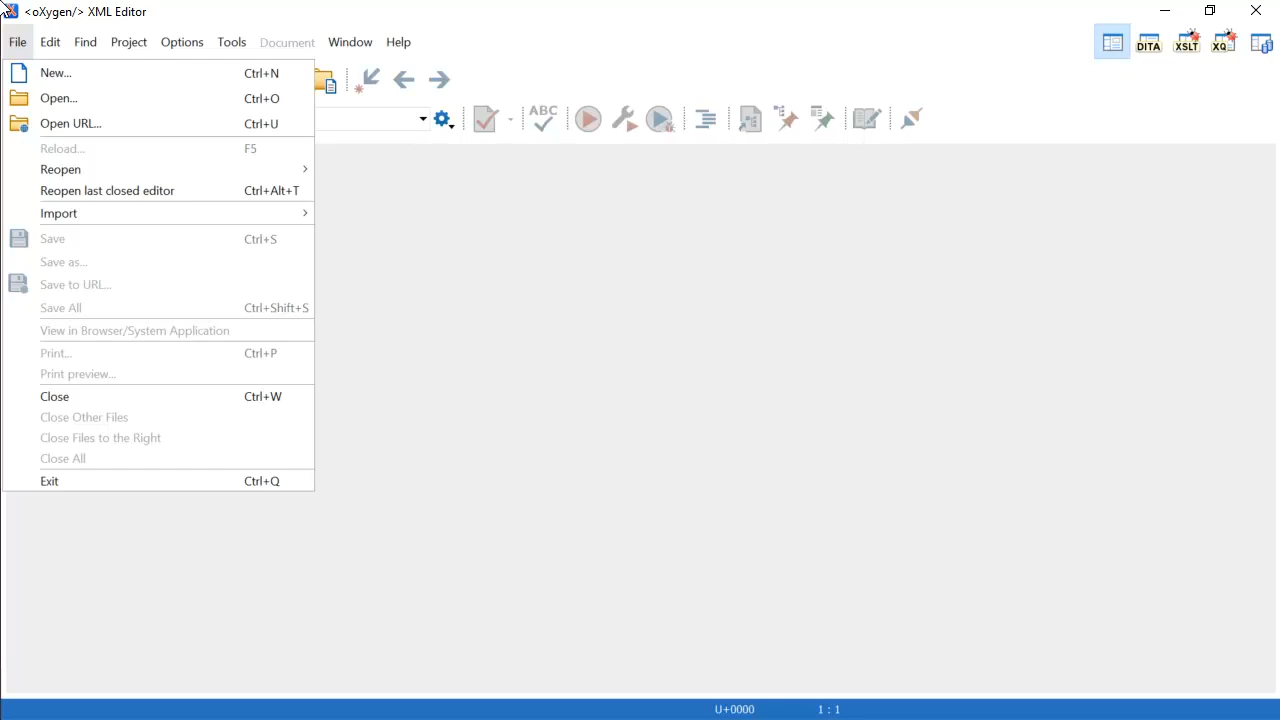 <oXygen/> XML Editor
File Edit Find Project Options Tools Document Window Help
DITA XSLT XQ
New... Ctrl+N
Open... Ctrl+O
Open URL... Ctrl+U
ABC
Reload... F5
Reopen
Reopen last closed editor Ctrl+Alt+T
Import
Save Ctrl+S
Save as...
Save to URL...
Save All Ctrl+Shift+S
View in Browser/System Application
Print... Ctrl+P
Print preview...
Close Ctrl+W
Close Other Files
Close Files to the Right
Close All
Exit Ctrl+Q
U+0000 1 : 1